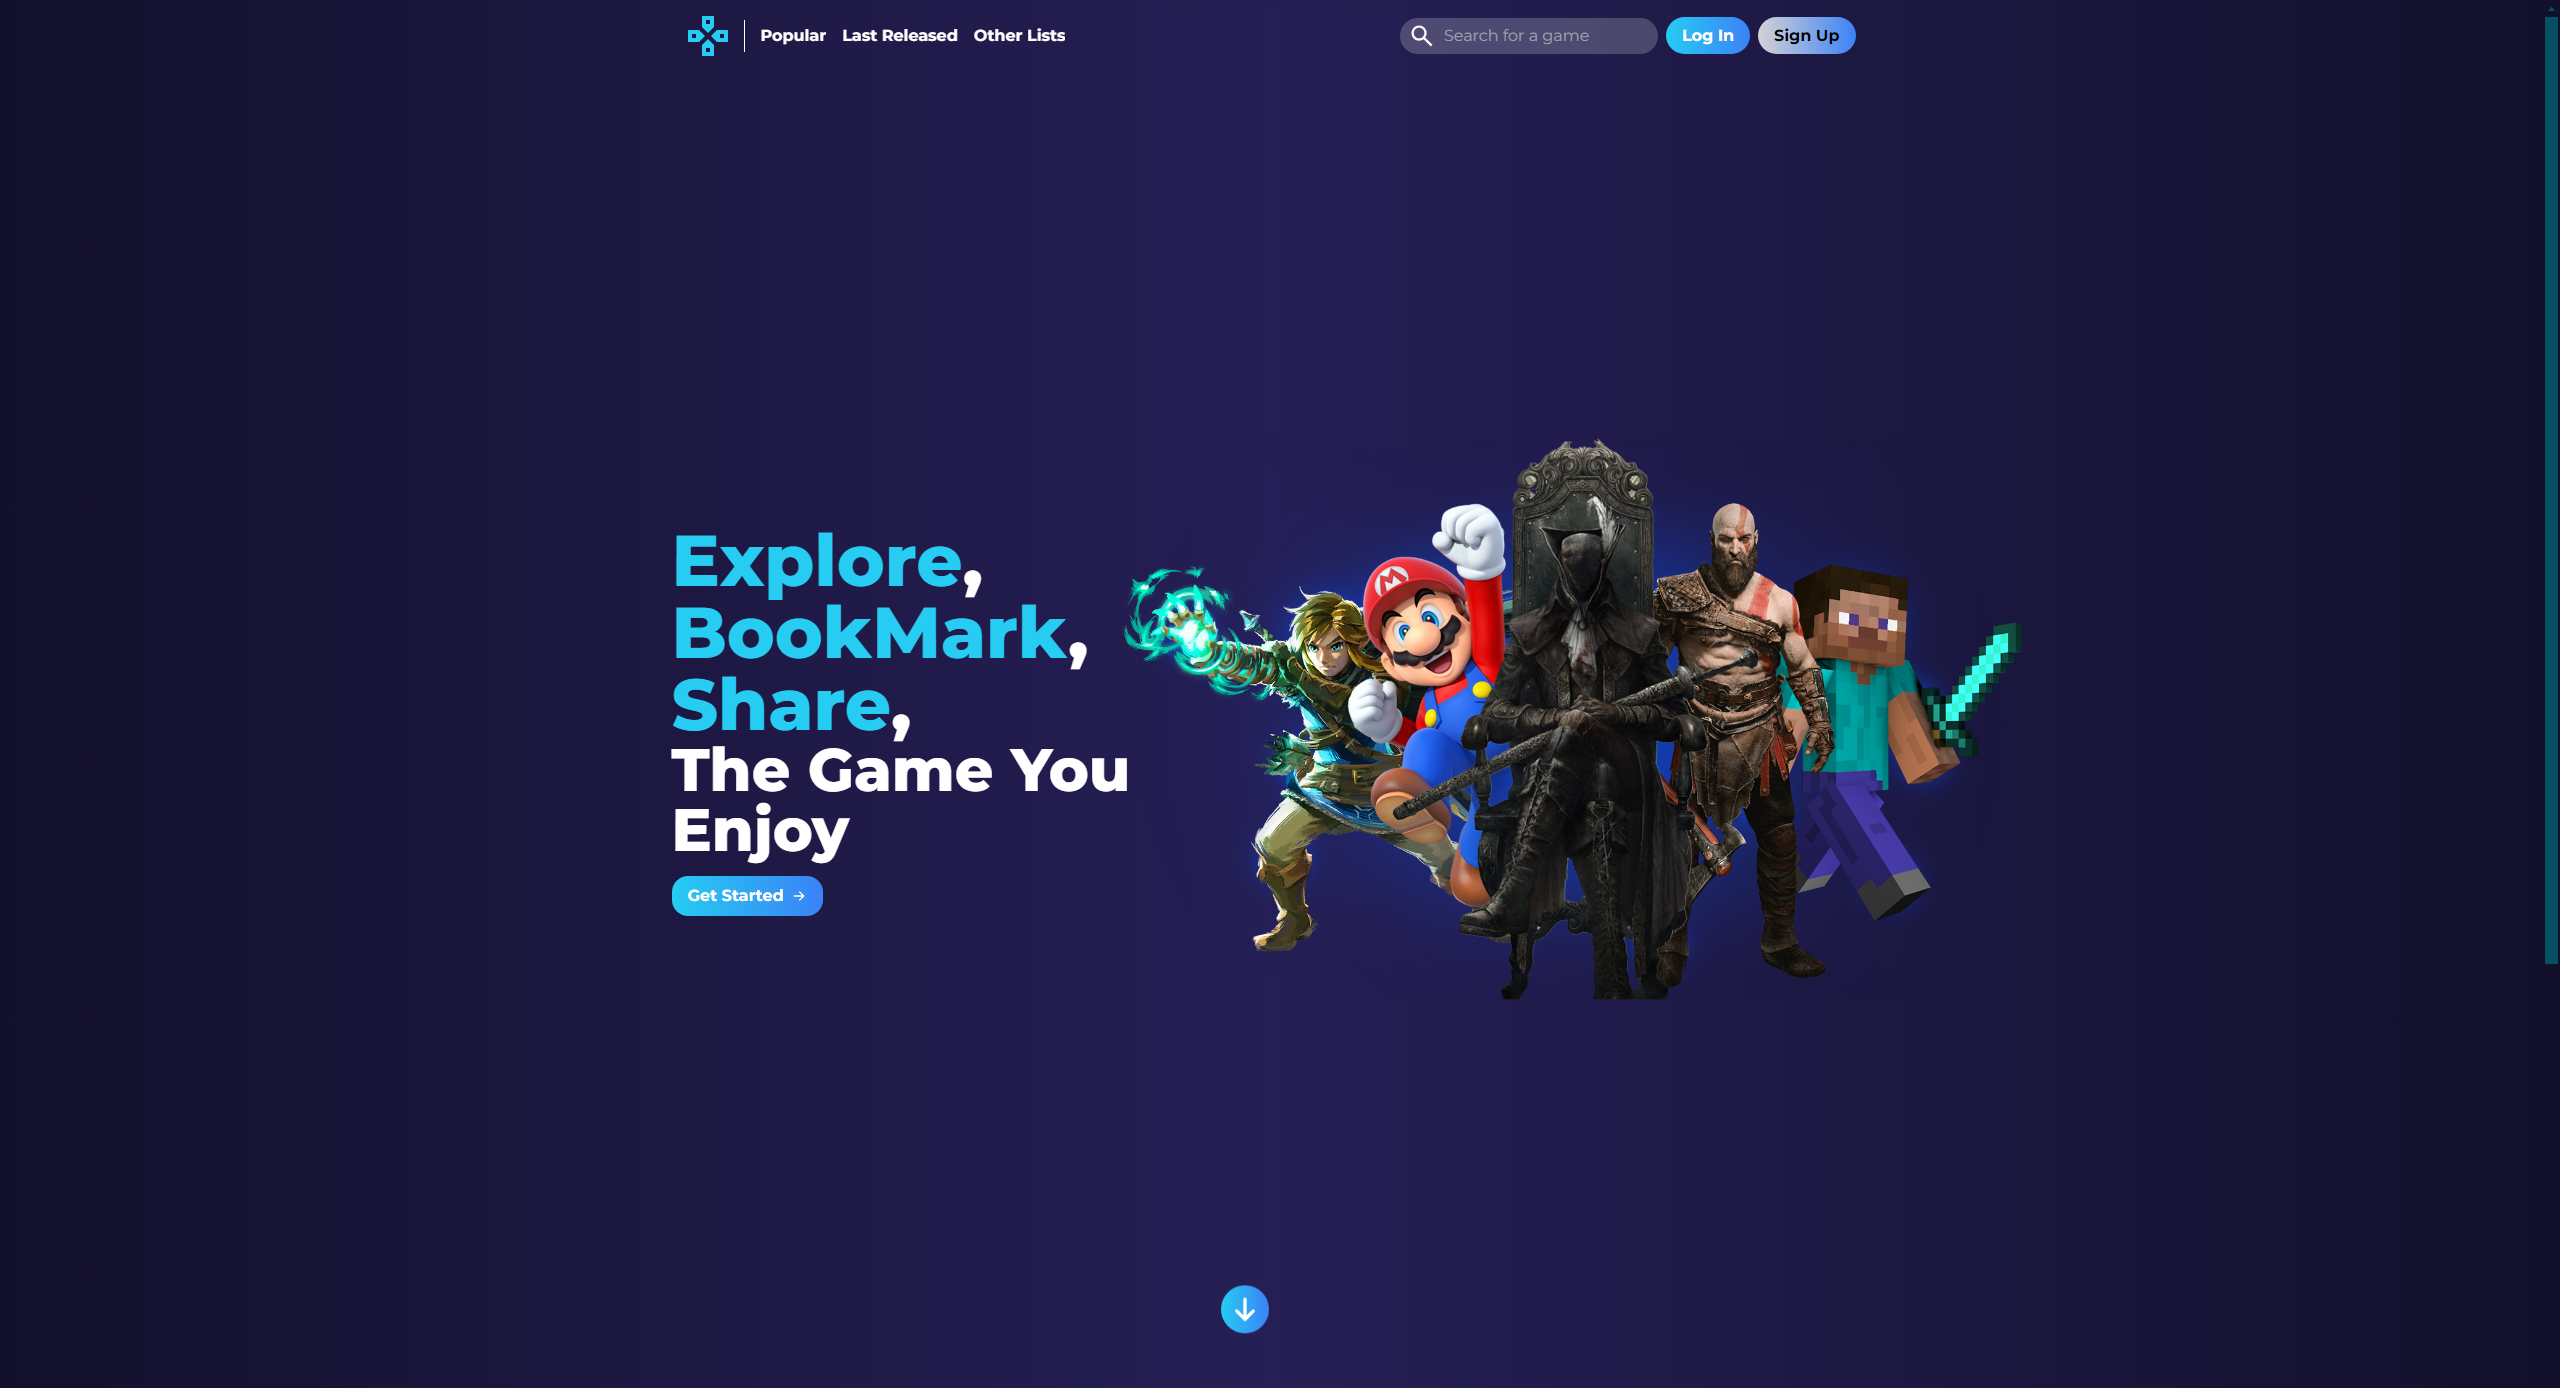 Popular Last Released Other Lists Search for a game Log In Sign Up
Explore,
BookMark,
Share,
The Game You
Enjoy
Get Started →